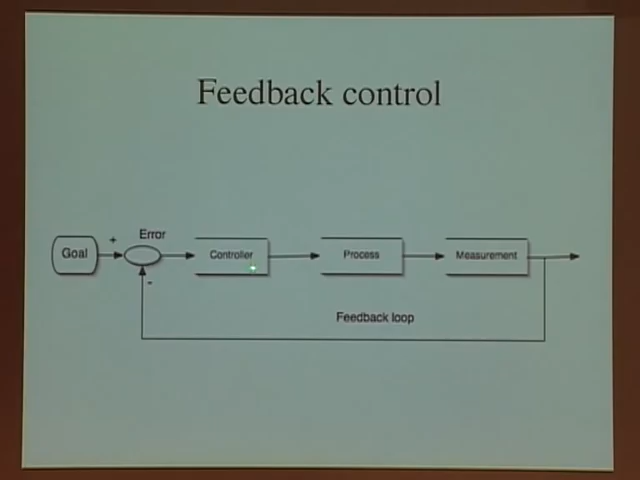 Feedback control
Error
+
Goal
Controller
Process
Measurement
-
Feedback loop